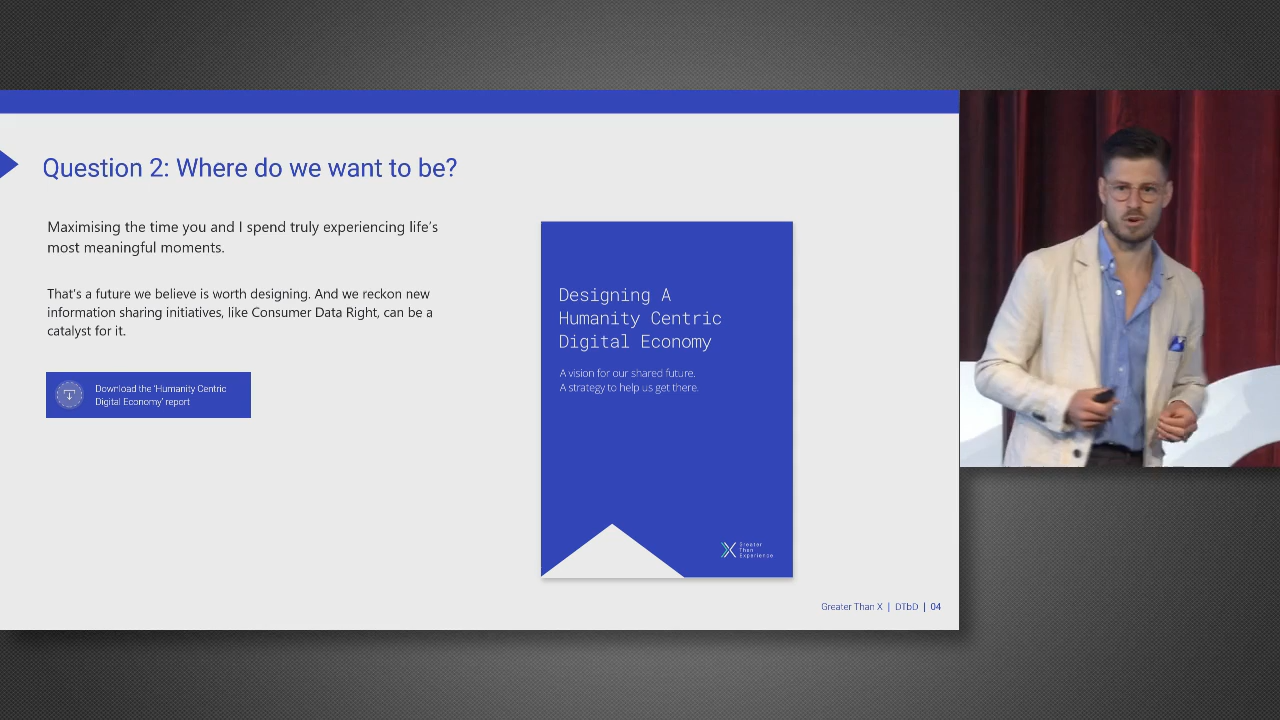 Question 2: Where do we want to be?
Maximising the time you and I spend truly experiencing life's
most meaningful moments.
That's a future we believe is worth designing. And we reckon new
information sharing initiatives, like Consumer Data Right, can be a
catalyst for it.
Download the 'Humanity Centric
Digital Economy' report
Designing A
Humanity Centric
Digital Economy
A vision for our shared future.
A strategy to help us get there.
Greater
Than
Experience
Greater Than X | DTbD | 04